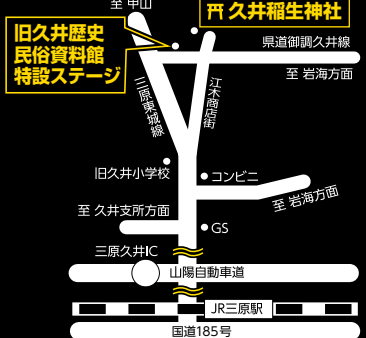 至 甲山
久井稲生神社
旧久井歴史
民俗資料館
特設ステージ
県道御調久井線
至 岩海方面
三原東城線
江木商店街
旧久井小学校
コンビニ
至 岩海方面
至 久井支所方面
GS
三原久井IC
山陽自動車道
JR三原駅
国道185号